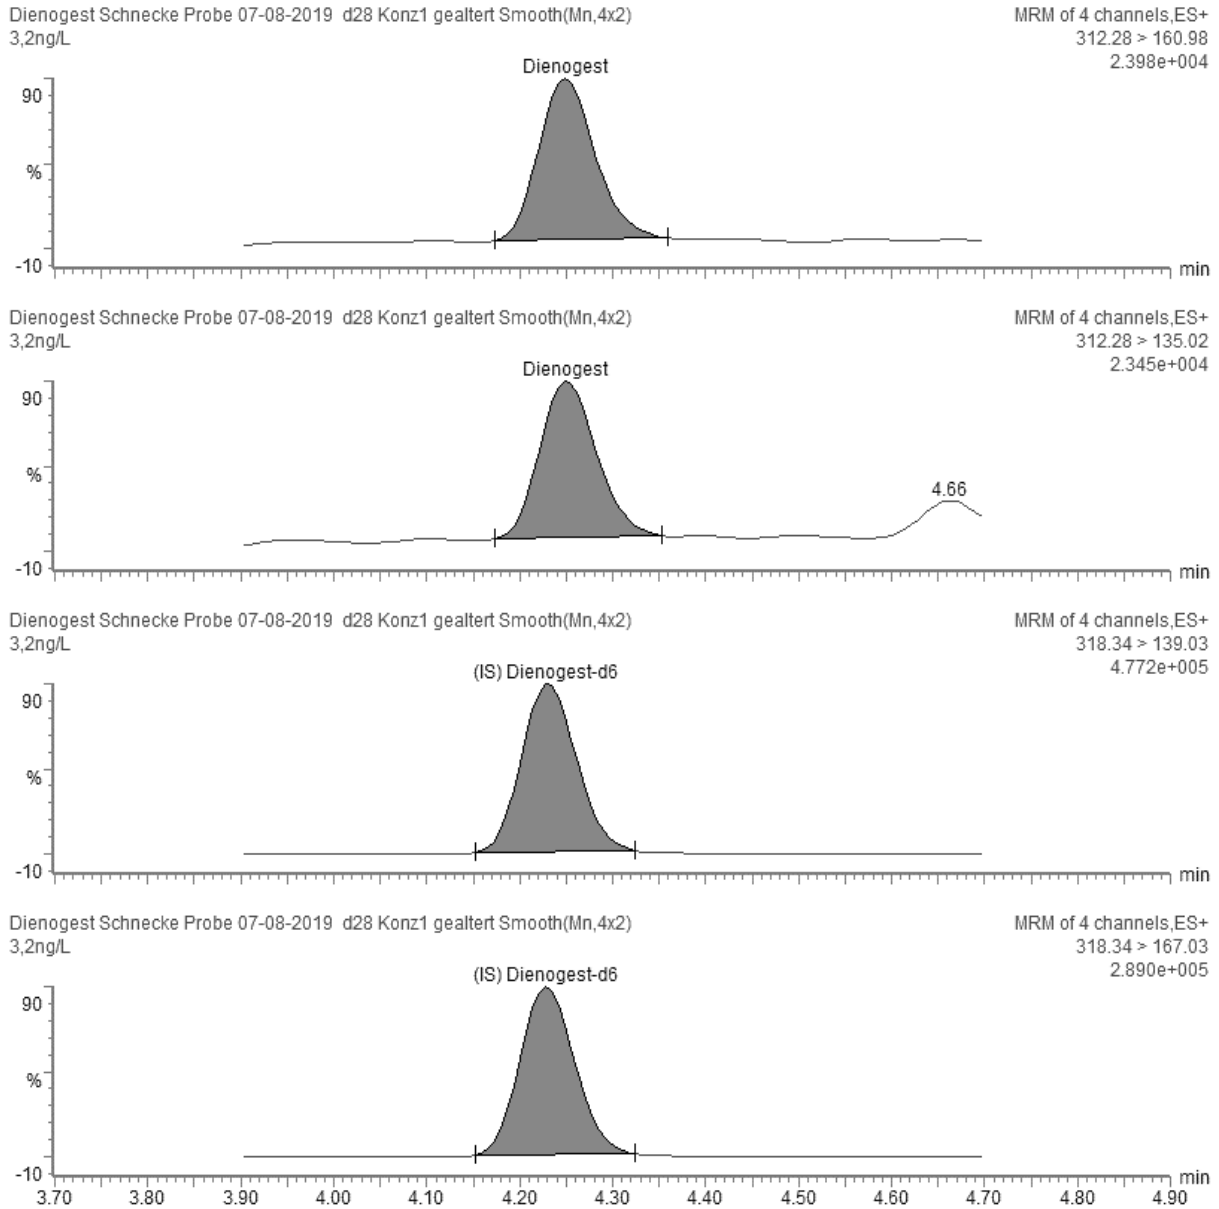 Dienogest Schnecke Probe 07-08-2019  d28 Konz1 gealtert Smooth(Mn,4x2)
MRM of 4 channels,ES+
3,2ng/L
312.28 > 160.98
2.398e+004
Dienogest
90
%
-10
min
Dienogest Schnecke Probe 07-08-2019  d28 Konz1 gealtert Smooth(Mn,4x2)
MRM of 4 channels,ES+
3,2ng/L
312.28 > 135.02
2.345e+004
Dienogest
90
%
4.66
-10
min
Dienogest Schnecke Probe 07-08-2019  d28 Konz1 gealtert Smooth(Mn,4x2)
MRM of 4 channels,ES+
3,2ng/L
318.34 > 139.03
4.772e+005
(IS) Dienogest-d6
90
%
-10
min
Dienogest Schnecke Probe 07-08-2019  d28 Konz1 gealtert Smooth(Mn,4x2)
MRM of 4 channels,ES+
3,2ng/L
318.34 > 167.03
2.890e+005
(IS) Dienogest-d6
90
%
-10
min
3.70 3.80 3.90 4.00 4.10 4.20 4.30 4.40 4.50 4.60 4.70 4.80 4.90